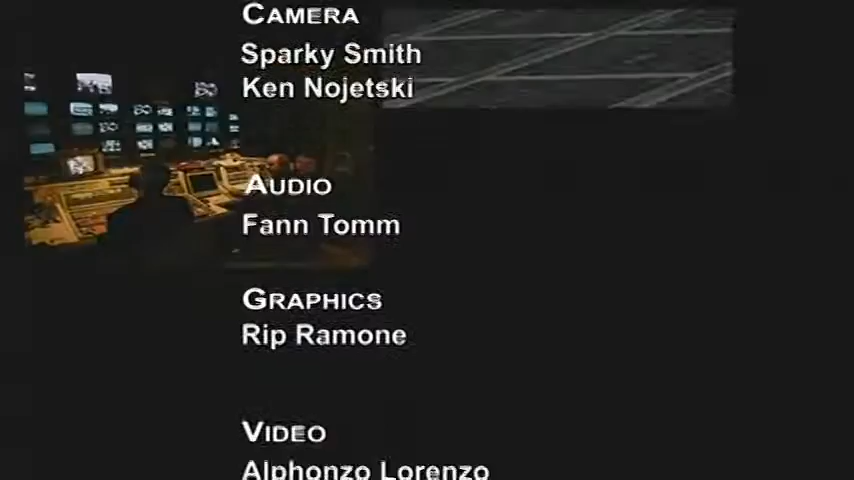 CAMERA
Sparky Smith
Ken Nojetski
AUDIO
Fann Tomm
GRAPHICS
Rip Ramone
VIDEO
Alphonzo Lorenzo